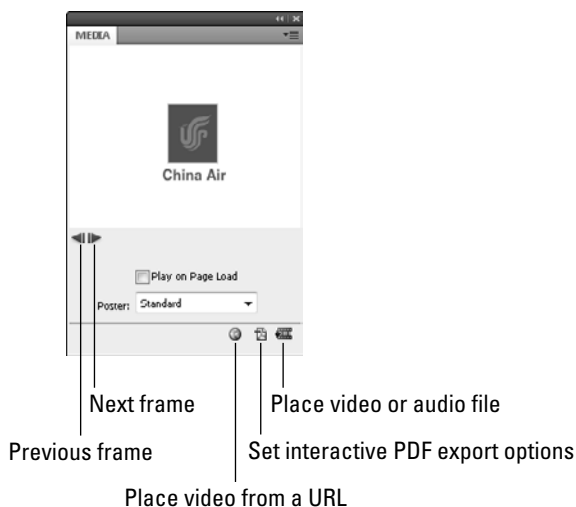 MEDIA
China Air
Play on Page Load
Poster: Standard
Next frame
Place video or audio file
Previous frame
Set interactive PDF export options
Place video from a URL